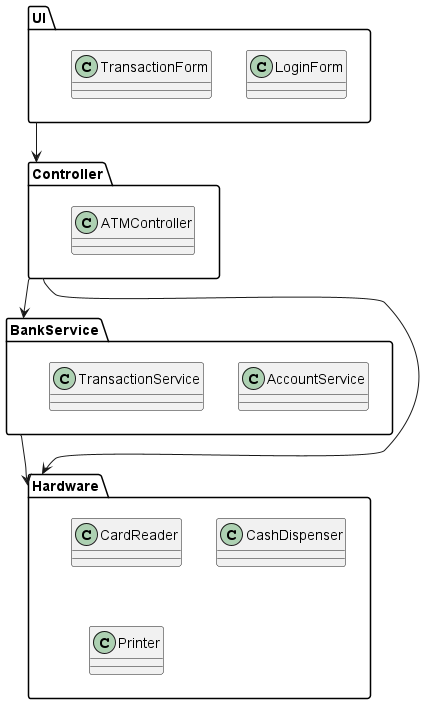 UI
C TransactionForm
C LoginForm
Controller
C ATMController
BankService
C TransactionService
C AccountService
Hardware
C CardReader
C CashDispenser
C Printer